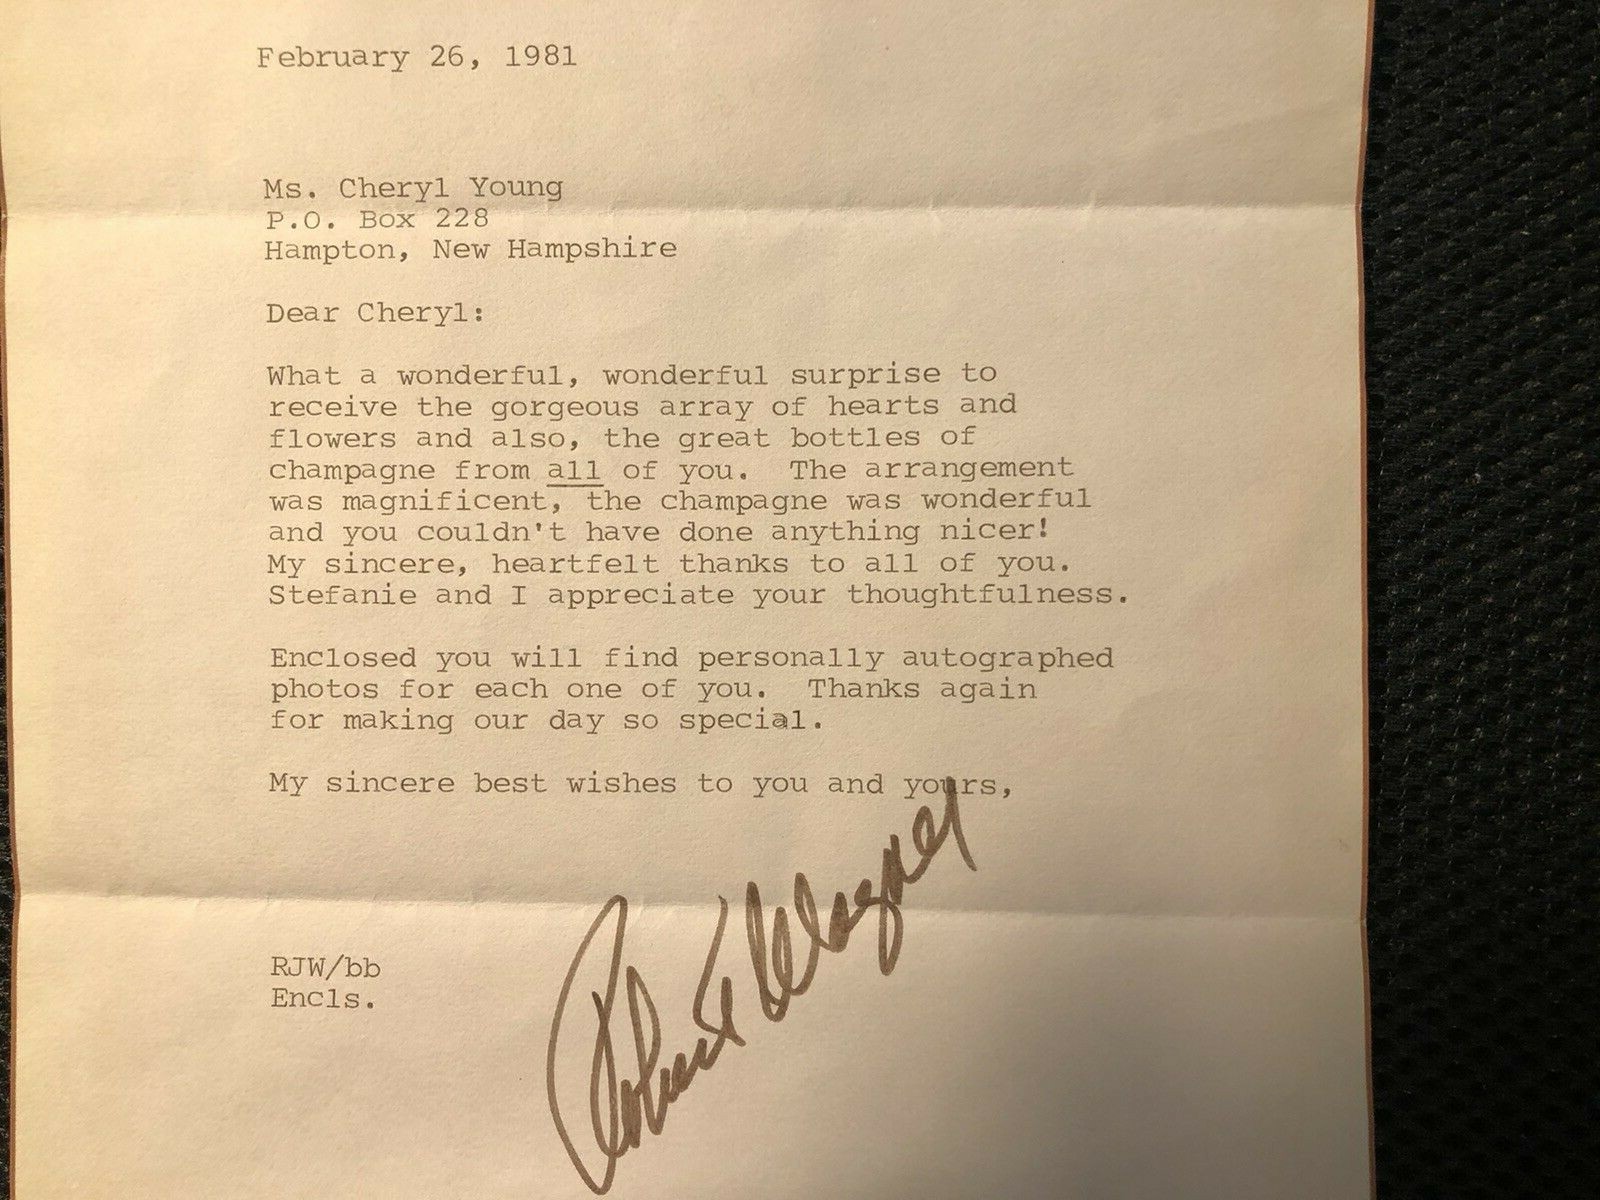 February 26, 1981
Ms. Cheryl Young
P.O. Box 228
Hampton, New Hampshire
Dear Cheryl:
What a wonderful, wonderful surprise to
receive the gorgeous array of hearts and
flowers and also, the great bottles of
champagne from all of you.  The arrangement
was magnificent, the champagne was wonderful
and you couldn't have done anything nicer!
My sincere, heartfelt thanks to all of you.
Stefanie and I appreciate your thoughtfulness.
Enclosed you will find personally autographed
photos for each one of you.  Thanks again
for making our day so special.
My sincere best wishes to you and yours,
Robert Wagner
RJW/bb
Encls.